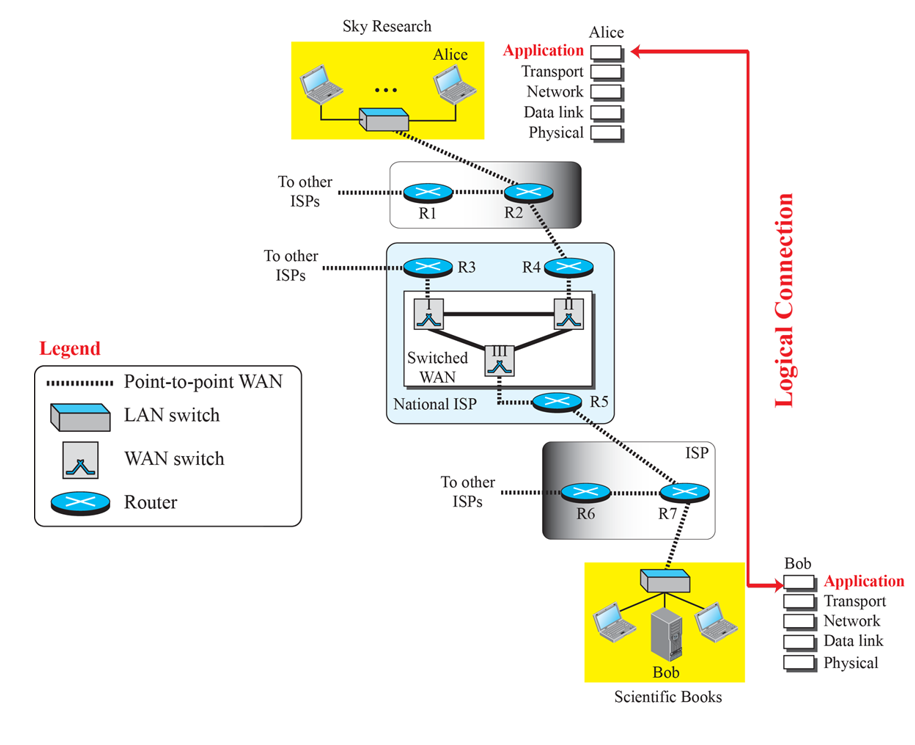 Sky Research
Alice
Alice
Application
Transport
Network
Data link
Physical
To other
ISPs
R1
R2
To other
ISPs
R3
R4
I
II
III
Switched
WAN
National ISP
R5
Logical Connection
Legend
Point-to-point WAN
LAN switch
WAN switch
Router
ISP
To other
ISPs
R6
R7
Bob
Scientific Books
Bob
Application
Transport
Network
Data link
Physical